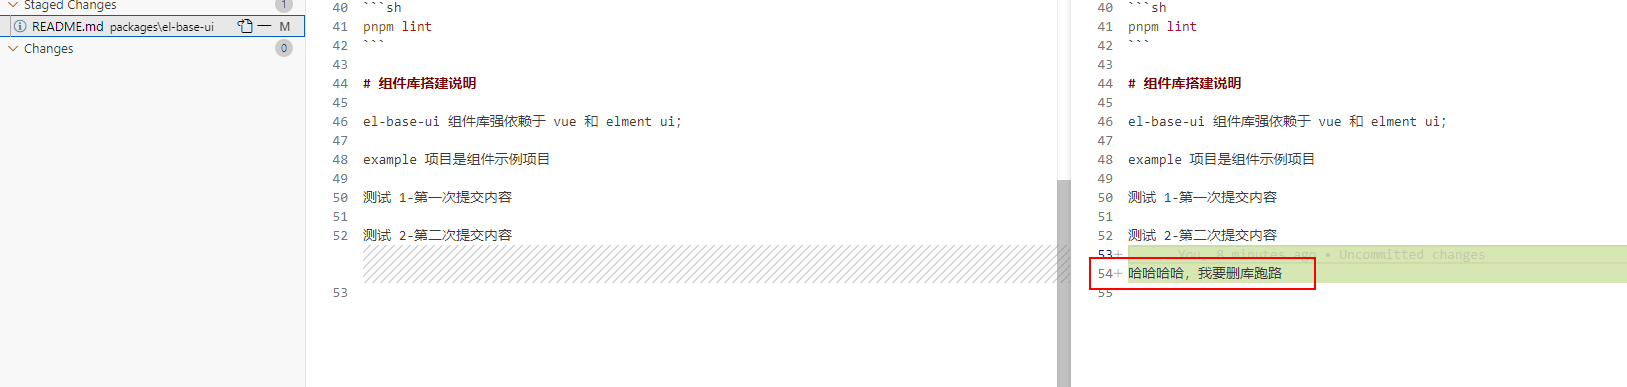 Staged Changes 1
README.md packages\el-base-ui M
Changes 0
40 ```sh
41 pnpm lint
42 ```
43
44 # 组件库搭建说明
45
46 el-base-ui 组件库强依赖于 vue 和 elment ui;
47
48 example 项目是组件示例项目
49
50 测试 1-第一次提交内容
51
52 测试 2-第二次提交内容
53
40 ```sh
41 pnpm lint
42 ```
43
44 # 组件库搭建说明
45
46 el-base-ui 组件库强依赖于 vue 和 elment ui;
47
48 example 项目是组件示例项目
49
50 测试 1-第一次提交内容
51
52 测试 2-第二次提交内容
53+ You, 8 minutes ago • Uncommitted changes
54+ 哈哈哈哈, 我要删库跑路
55